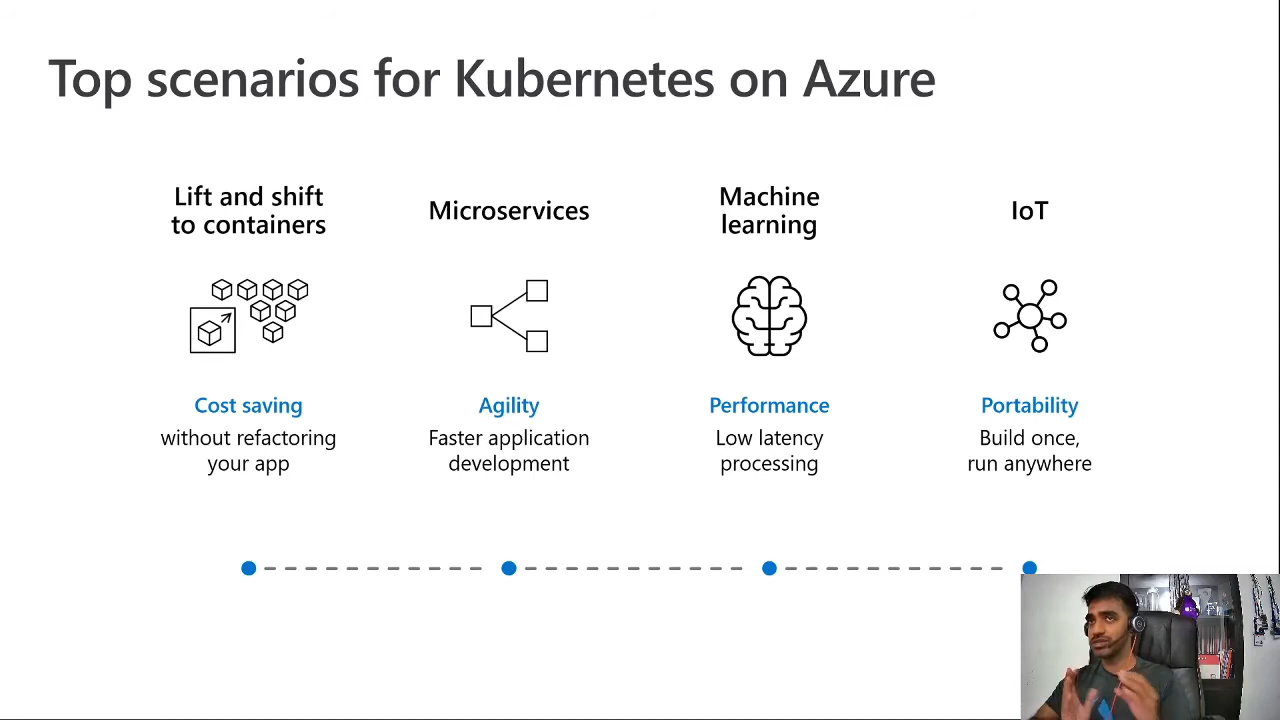 Top scenarios for Kubernetes on Azure
Lift and shift
to containers
Microservices
Machine
learning
IoT
Cost saving
without refactoring
your app
Agility
Faster application
development
Performance
Low latency
processing
Portability
Build once,
run anywhere